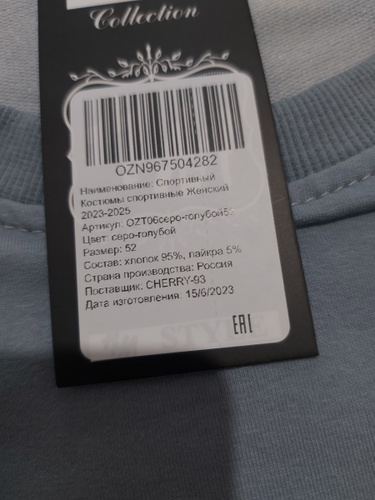 Collection
OZN967504282
Наименование: Спортивный
Костюмы спортивные Женский
2023-2025
Артикул: OZT06серо-голубой52
Цвет: серо-голубой
Размер: 52
Состав: хлопок 95%, лайкра 5%
Страна производства: Россия
Поставщик: CHERRY-93
Дата изготовления: 15/6/2023
EAC